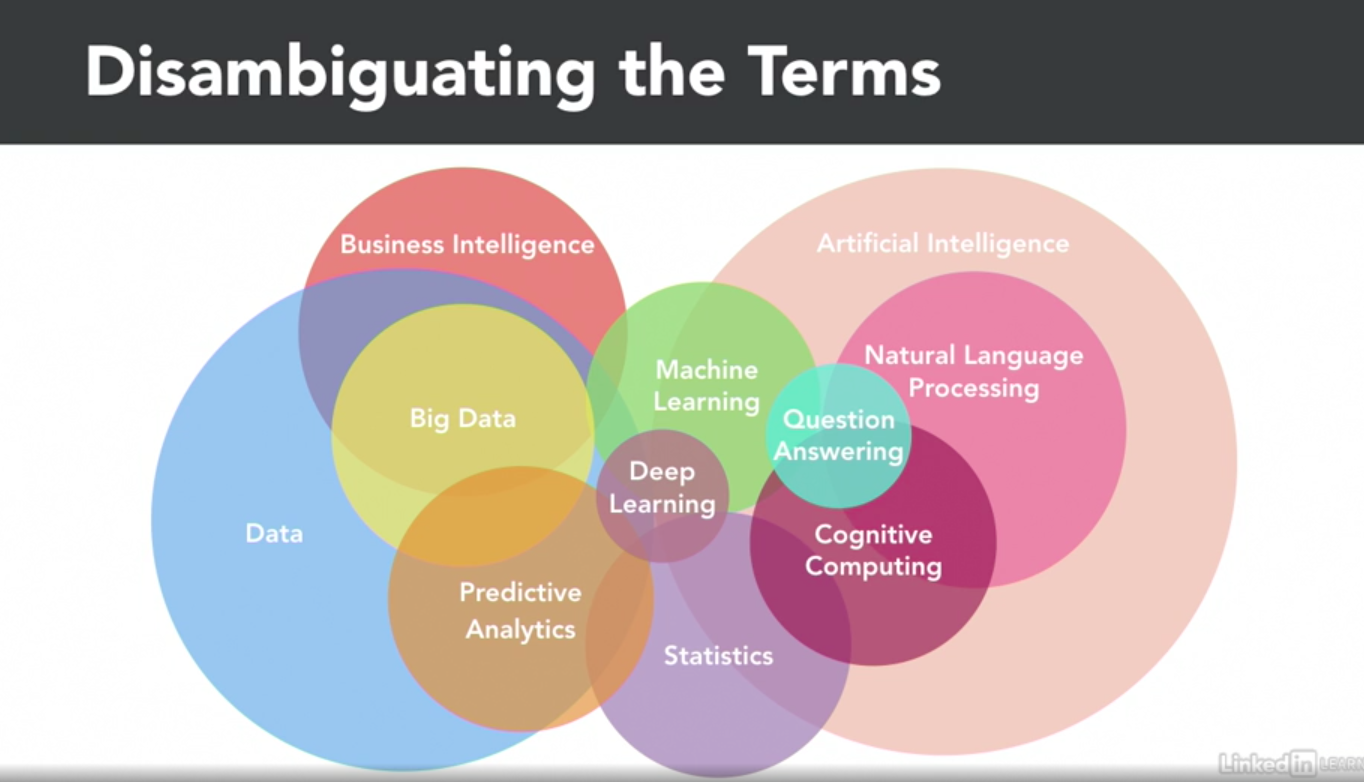 Disambiguating the Terms
Business Intelligence
Artificial Intelligence
Machine
Learning
Natural Language
Processing
Big Data
Question
Answering
Deep
Learning
Data
Cognitive
Computing
Predictive
Analytics
Statistics
Linked in LEARN